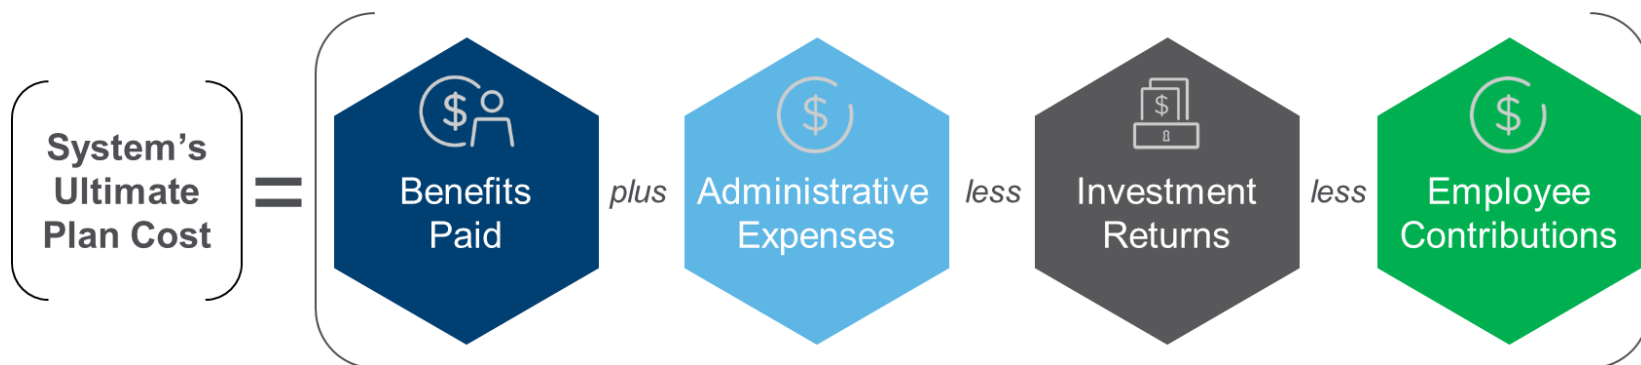 System's
Ultimate
Plan Cost
=
$
Benefits
Paid
plus
$
Administrative
Expenses
less
$
Investment
Returns
less
$
Employee
Contributions